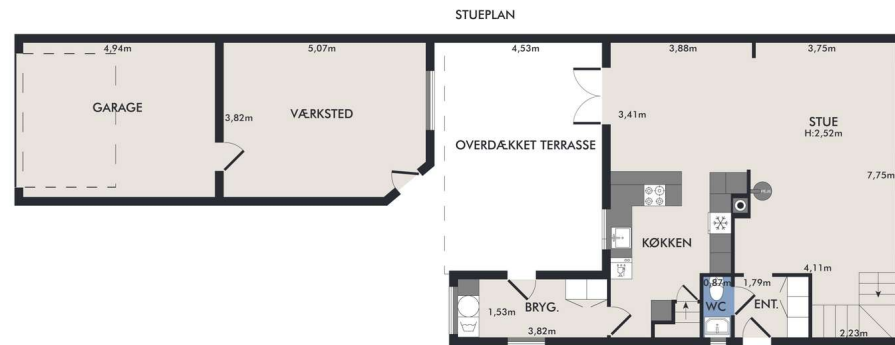 STUEPLAN
4,94m
5,07m
4,53m
3,88m
3,75m
GARAGE
3,82m
VÆRKSTED
3,41m
STUE
H:2,52m
OVERDÆKKET TERRASSE
7,75m
KØKKEN
4,11m
0,87m
1,79m
BRYG.
1,53m
WC
ENT.
3,82m
2,23m